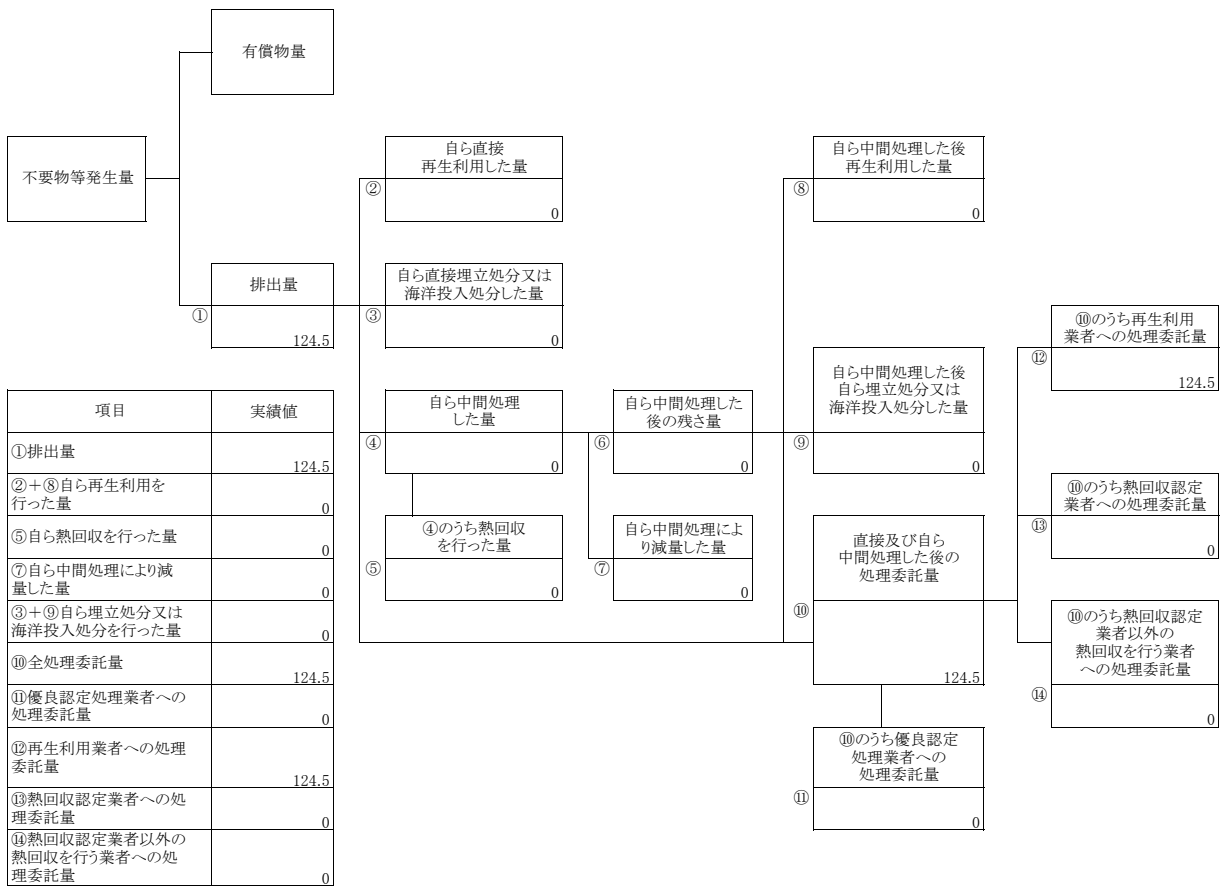 有償物量
不要物等発生量
自ら直接
再生利用した量
②
0
自ら中間処理した後
再生利用した量
⑧
0
排出量
①
124.5
自ら直接埋立処分又は
海洋投入処分した量
③
0
⑩のうち再生利用
業者への処理委託量
⑫
124.5
自ら中間処理
した量
④
0
自ら中間処理した
後の残さ量
⑥
0
自ら中間処理した後
自ら埋立処分又は
海洋投入処分した量
⑨
0
⑩のうち熱回収認定
業者への処理委託量
⑬
0
④のうち熱回収
を行った量
⑤
0
自ら中間処理によ
り減量した量
⑦
0
直接及び自ら
中間処理した後の
処理委託量
⑩
124.5
⑩のうち熱回収認定
業者以外の
熱回収を行う業者
への処理委託量
⑭
0
⑩のうち優良認定
処理業者への
処理委託量
⑪
0
項目 実績値
①排出量
124.5
②+⑧自ら再生利用を
行った量
0
⑤自ら熱回収を行った量
0
⑦自ら中間処理により減
量した量
0
③+⑨自ら埋立処分又は
海洋投入処分を行った量
0
⑩全処理委託量
124.5
⑪優良認定処理業者への
処理委託量
0
⑫再生利用業者への処理
委託量
124.5
⑬熱回収認定業者への処
理委託量
0
⑭熱回収認定業者以外の
熱回収を行う業者への処
理委託量
0